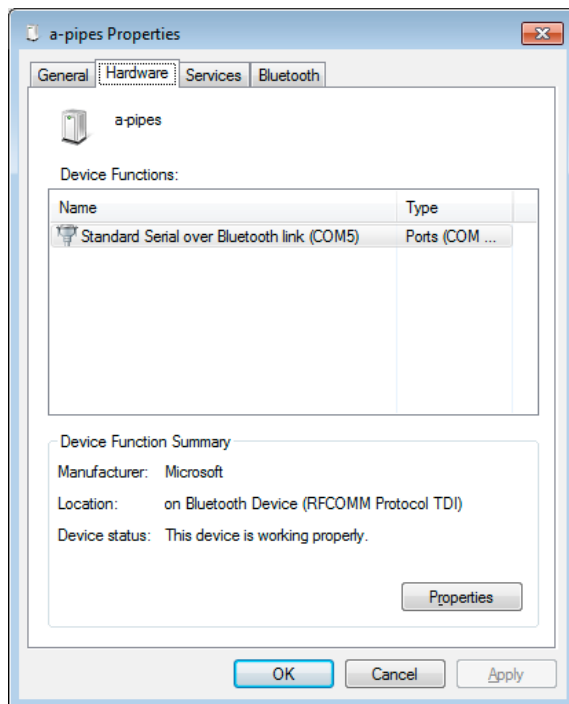 a-pipes Properties
General Hardware Services Bluetooth
a-pipes
Device Functions:
Name Type
Standard Serial over Bluetooth link (COM5) Ports (COM ...
Device Function Summary
Manufacturer: Microsoft
Location: on Bluetooth Device (RFCOMM Protocol TDI)
Device status: This device is working properly.
Properties
OK Cancel Apply